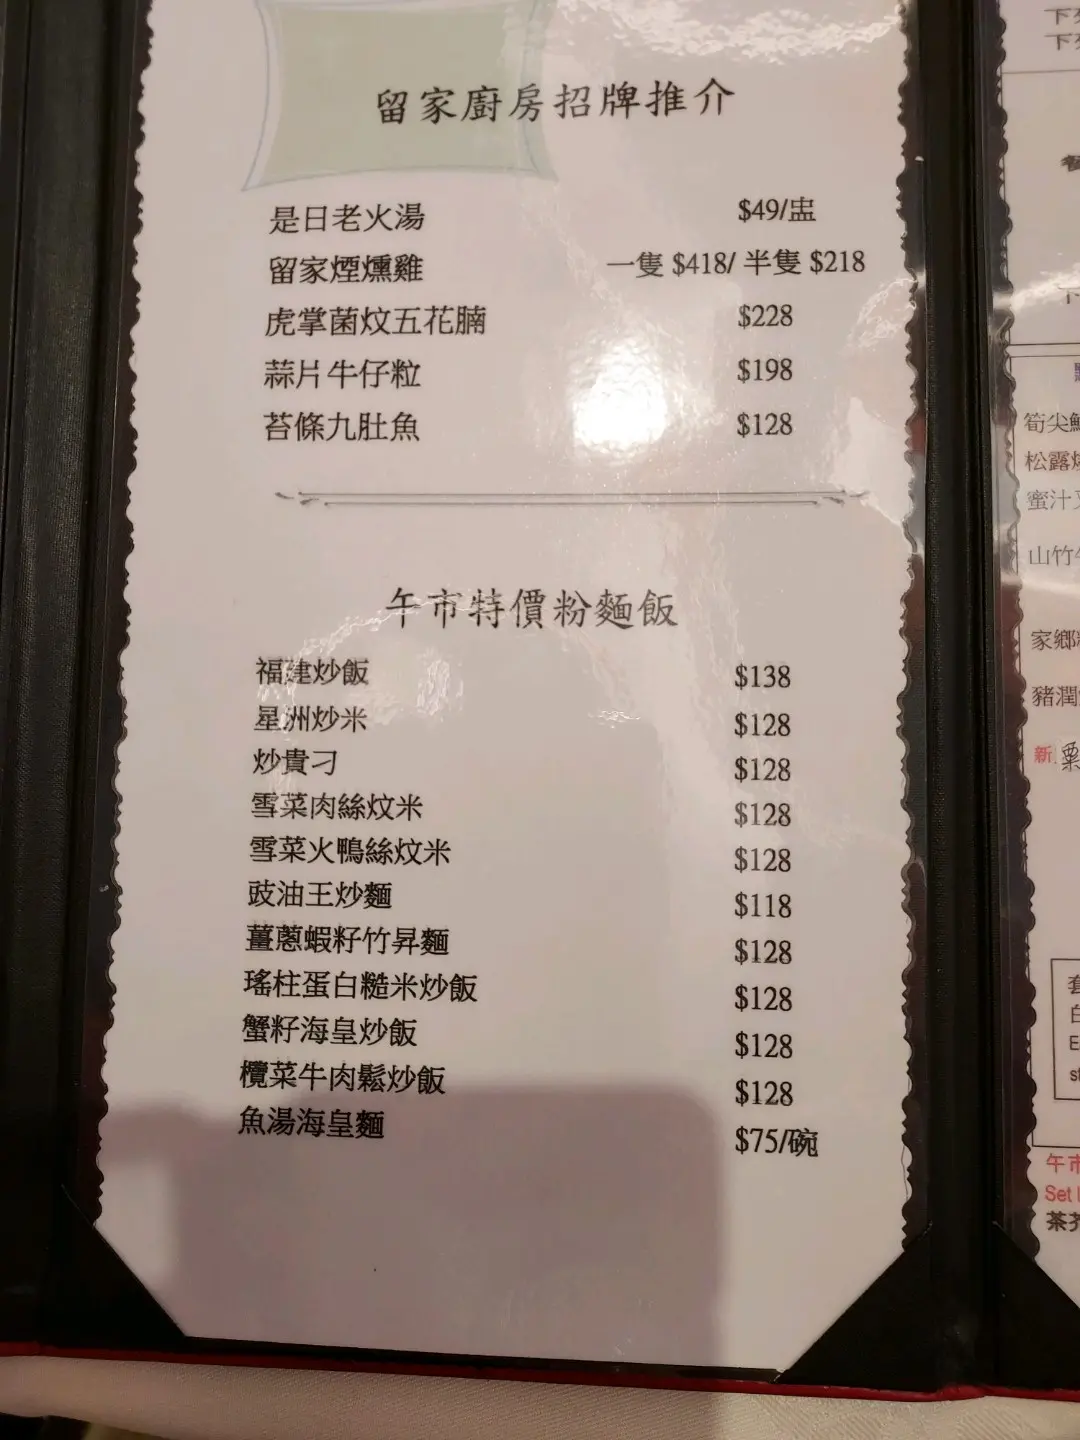 留家廚房招牌推介
是日老火湯 $49/盅
留家煙燻雞 一隻 $418/ 半隻 $218
虎掌菌炆五花腩 $228
蒜片牛仔粒 $198
苔條九肚魚 $128
午市特價粉麵飯
福建炒飯 $138
星洲炒米 $128
炒貴刁 $128
雪菜肉絲炆米 $128
雪菜火鴨絲炆米 $128
豉油王炒麵 $118
薑蔥蝦籽竹昇麵 $128
瑤柱蛋白糙米炒飯 $128
蟹籽海皇炒飯 $128
欖菜牛肉鬆炒飯 $128
魚湯海皇麵 $75/碗
筍尖
松露
蜜汁
山竹
家鄉
豬潤
新 粟
午市
Set
茶